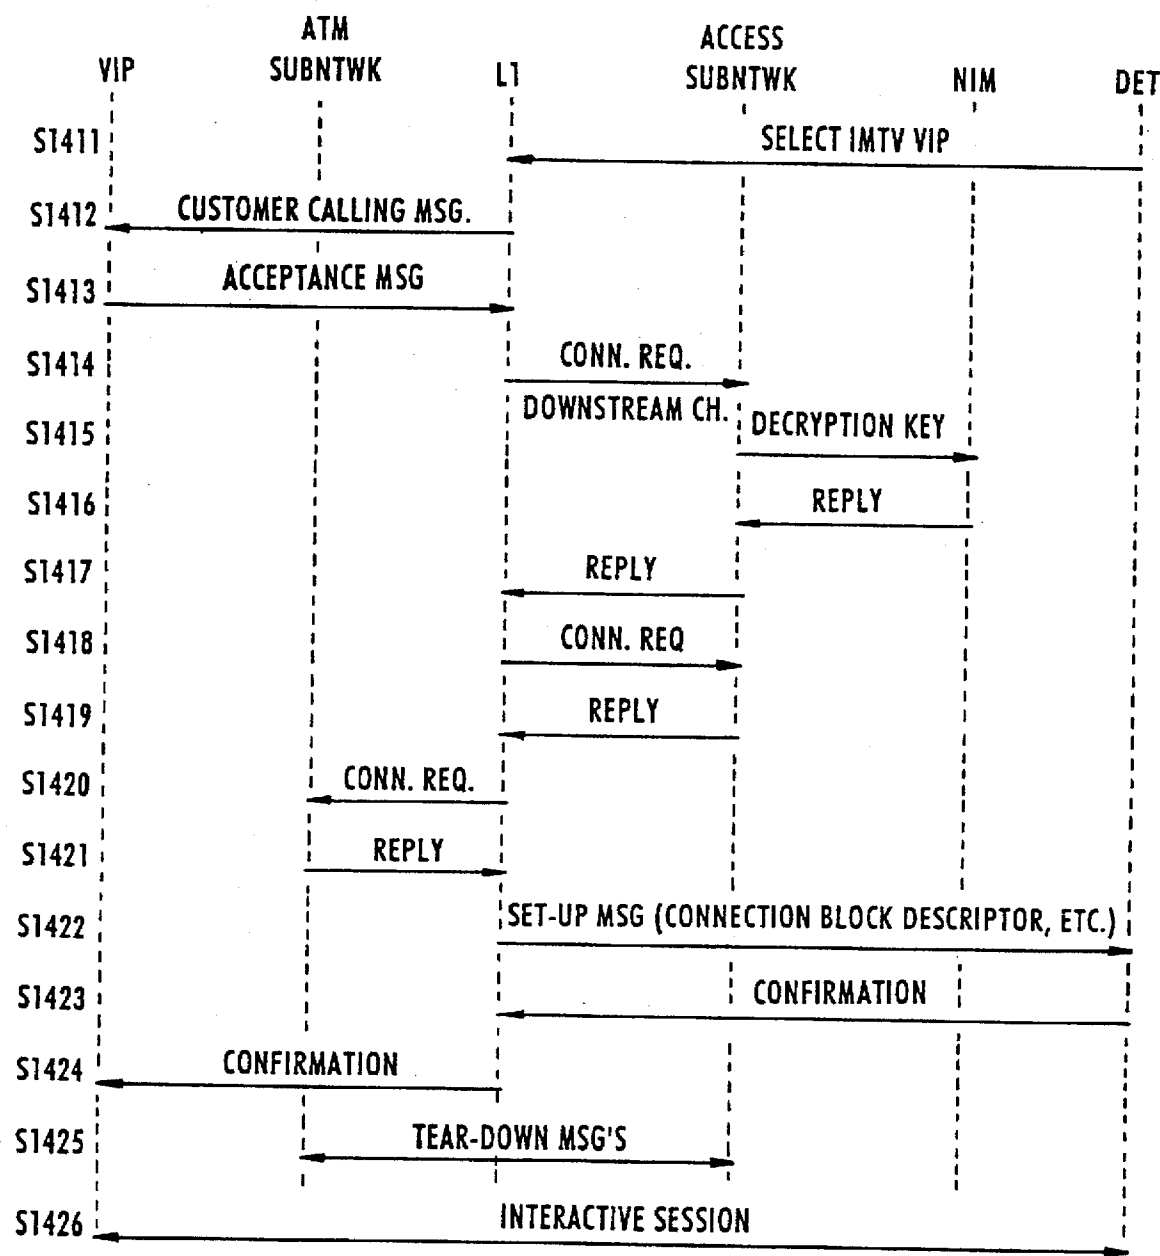 VIP
ATM
SUBNTWK
L1
ACCESS
SUBNTWK
NIM
DET
S1411
SELECT IMTV VIP
S1412
CUSTOMER CALLING MSG.
S1413
ACCEPTANCE MSG
S1414
CONN. REQ.
DOWNSTREAM CH.
S1415
DECRYPTION KEY
S1416
REPLY
S1417
REPLY
S1418
CONN. REQ
S1419
REPLY
S1420
CONN. REQ.
S1421
REPLY
S1422
SET-UP MSG (CONNECTION BLOCK DESCRIPTOR, ETC.)
S1423
CONFIRMATION
S1424
CONFIRMATION
S1425
TEAR-DOWN MSG'S
S1426
INTERACTIVE SESSION